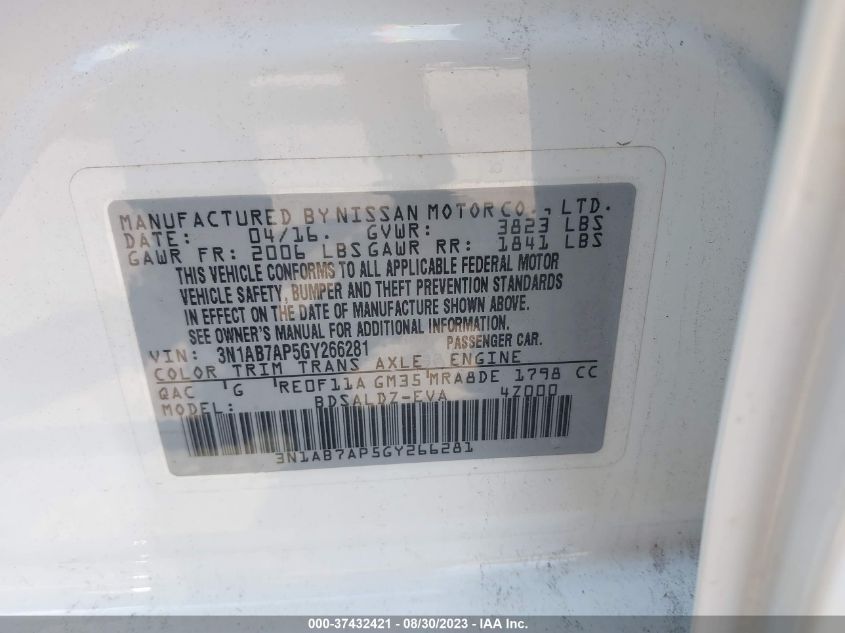 MANUFACTURED BY NISSAN MOTOR CO., LTD.
DATE: 04/16. GVWR: 3823 LBS
GAWR FR: 2006 LBS GAWR RR: 1841 LBS
THIS VEHICLE CONFORMS TO ALL APPLICABLE FEDERAL MOTOR
VEHICLE SAFETY, BUMPER AND THEFT PREVENTION STANDARDS
IN EFFECT ON THE DATE OF MANUFACTURE SHOWN ABOVE.
SEE OWNER'S MANUAL FOR ADDITIONAL INFORMATION.
VIN: 3N1AB7AP5GY266281 PASSENGER CAR.
COLOR TRIM TRANS AXLE ENGINE
QAC G RE0F11A GM35 MRA8DE 1798 CC
MODEL: BDSALDZ-EVA 4Z000
3N1AB7AP5GY266281
000-37432421 - 08/30/2023 - IAA Inc.